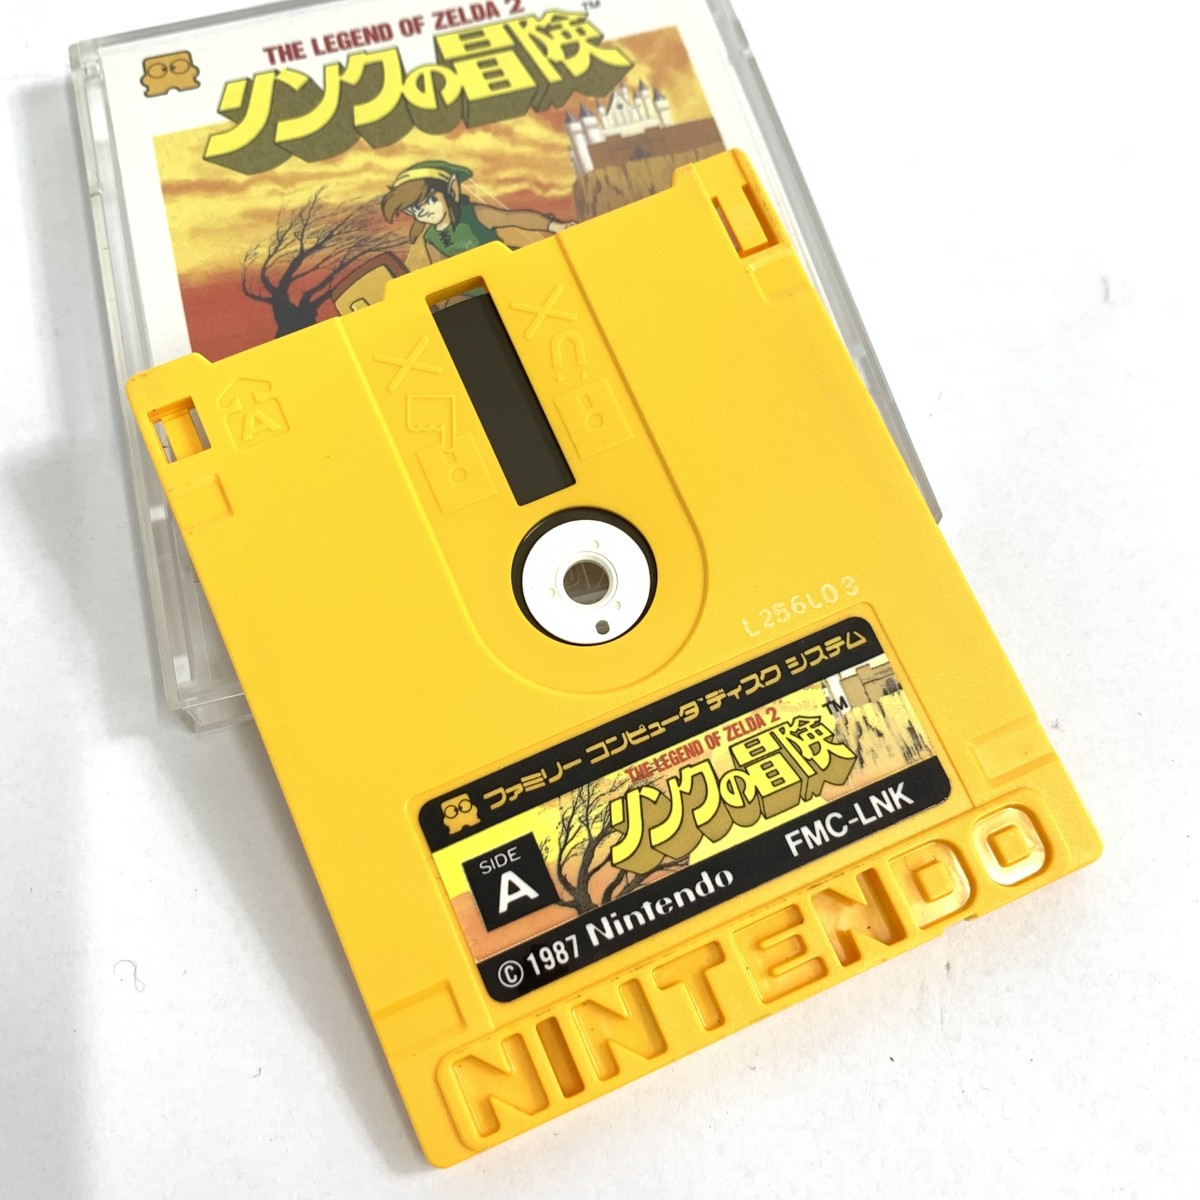 THE LEGEND OF ZELDA 2
リンクの冒険 TM
A
L256L03
ファミリー コンピュータ ディスク システム
THE LEGEND OF ZELDA 2
リンクの冒険 TM
SIDE
A
FMC-LNK
© 1987 Nintendo
NINTENDO